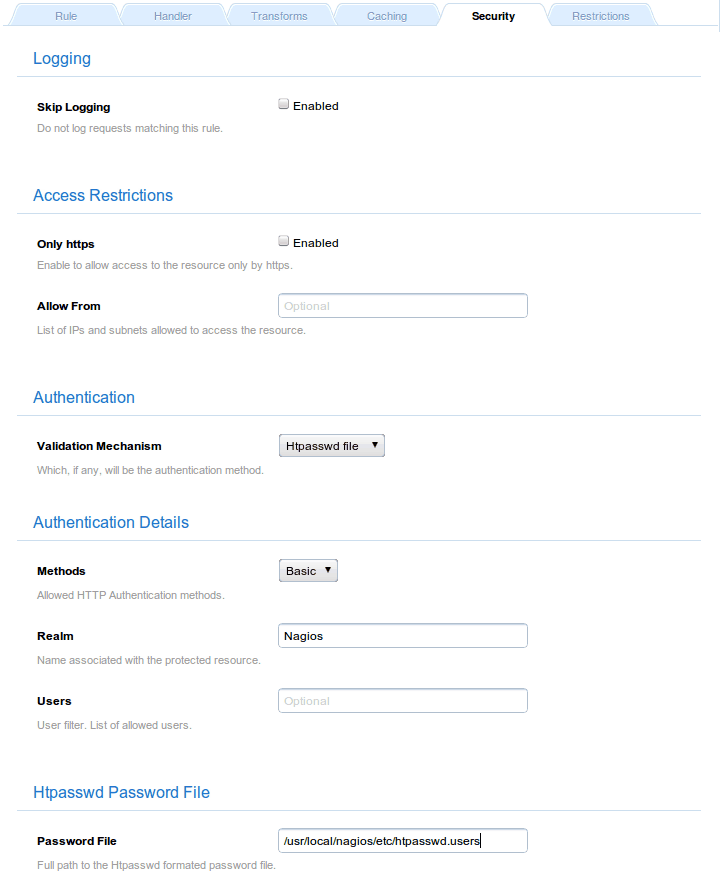 Rule Handler Transforms Caching Security Restrictions
Logging
Skip Logging Enabled
Do not log requests matching this rule.
Access Restrictions
Only https Enabled
Enable to allow access to the resource only by https.
Allow From Optional
List of IPs and subnets allowed to access the resource.
Authentication
Validation Mechanism Htpasswd file
Which, if any, will be the authentication method.
Authentication Details
Methods Basic
Allowed HTTP Authentication methods.
Realm Nagios
Name associated with the protected resource.
Users Optional
User filter. List of allowed users.
Htpasswd Password File
Password File /usr/local/nagios/etc/htpasswd.users
Full path to the Htpasswd formated password file.